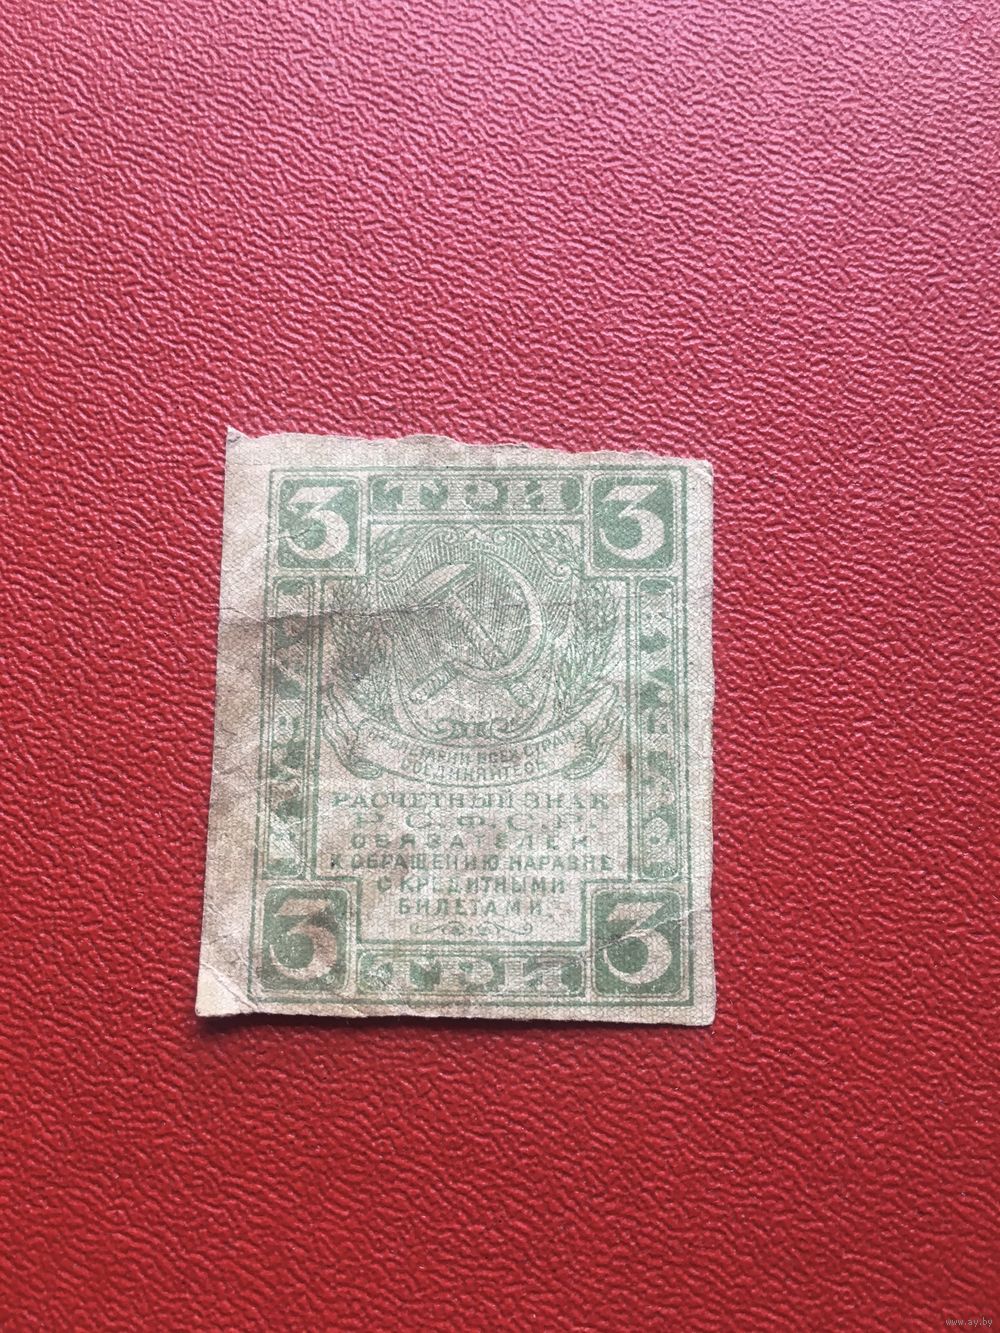 3 ТРИ 3
РУБЛЯ
РУБЛЯ
ПРОЛЕТАРИИ ВСЕХ СТРАН,
СОЕДИНЯЙТЕСЬ
РАСЧЕТНЫЙ ЗНАК
Р.С.Ф.С.Р.
ОБЯЗАТЕЛЕН
К ОБРАЩЕНИЮ НАРАВНЕ
С КРЕДИТНЫМИ
БИЛЕТАМИ.
3 ТРИ 3
www.ay.by